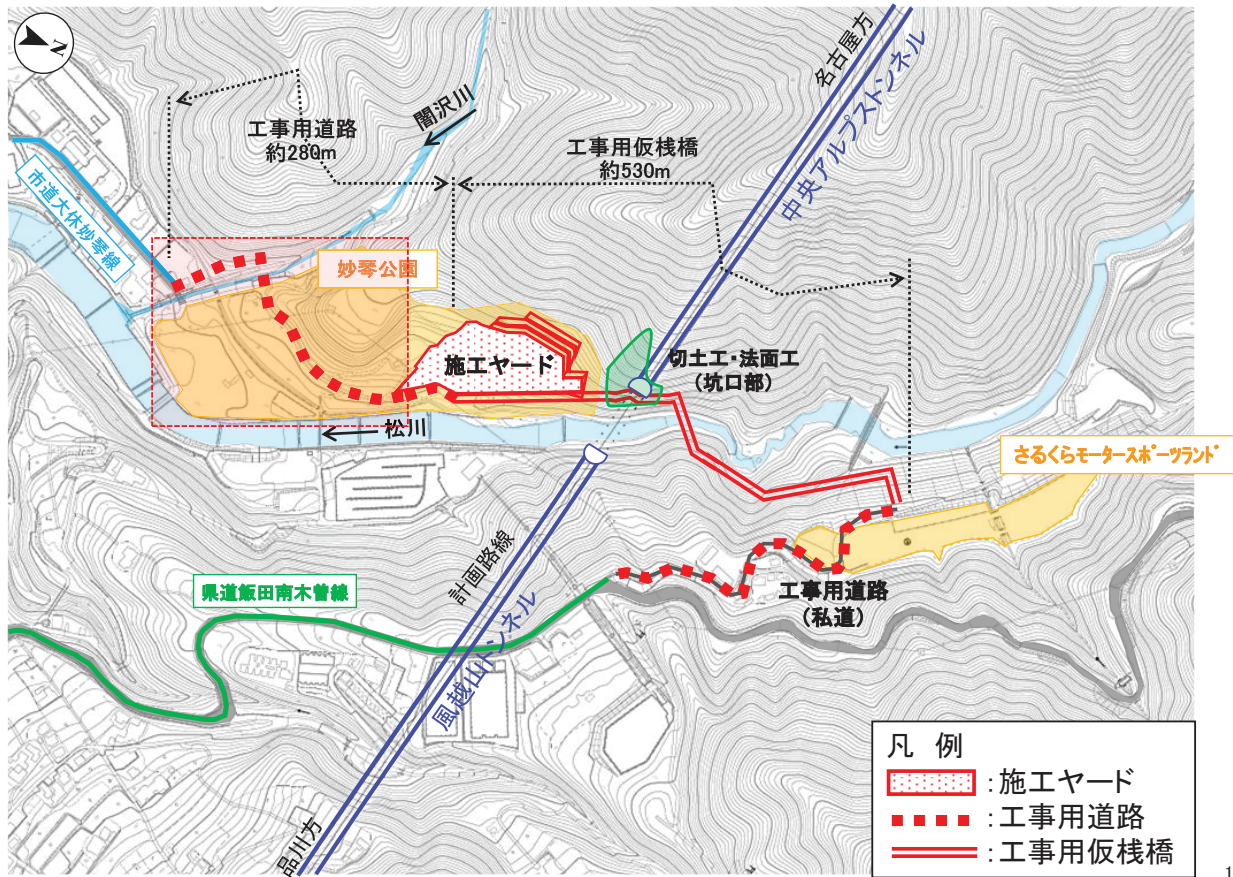 N
名古屋方
中央アルプストンネル
闇沢川
工事用道路
約280m
工事用仮桟橋
約530m
市道大休妙琴線
妙琴公園
施工ヤード
切土工・法面工
(坑口部)
松川
さるくらモータースポーツランド
計画路線
県道飯田南木曽線
工事用道路
(私道)
風越山トンネル
品川方
凡 例
:施工ヤード
:工事用道路
:工事用仮桟橋
1